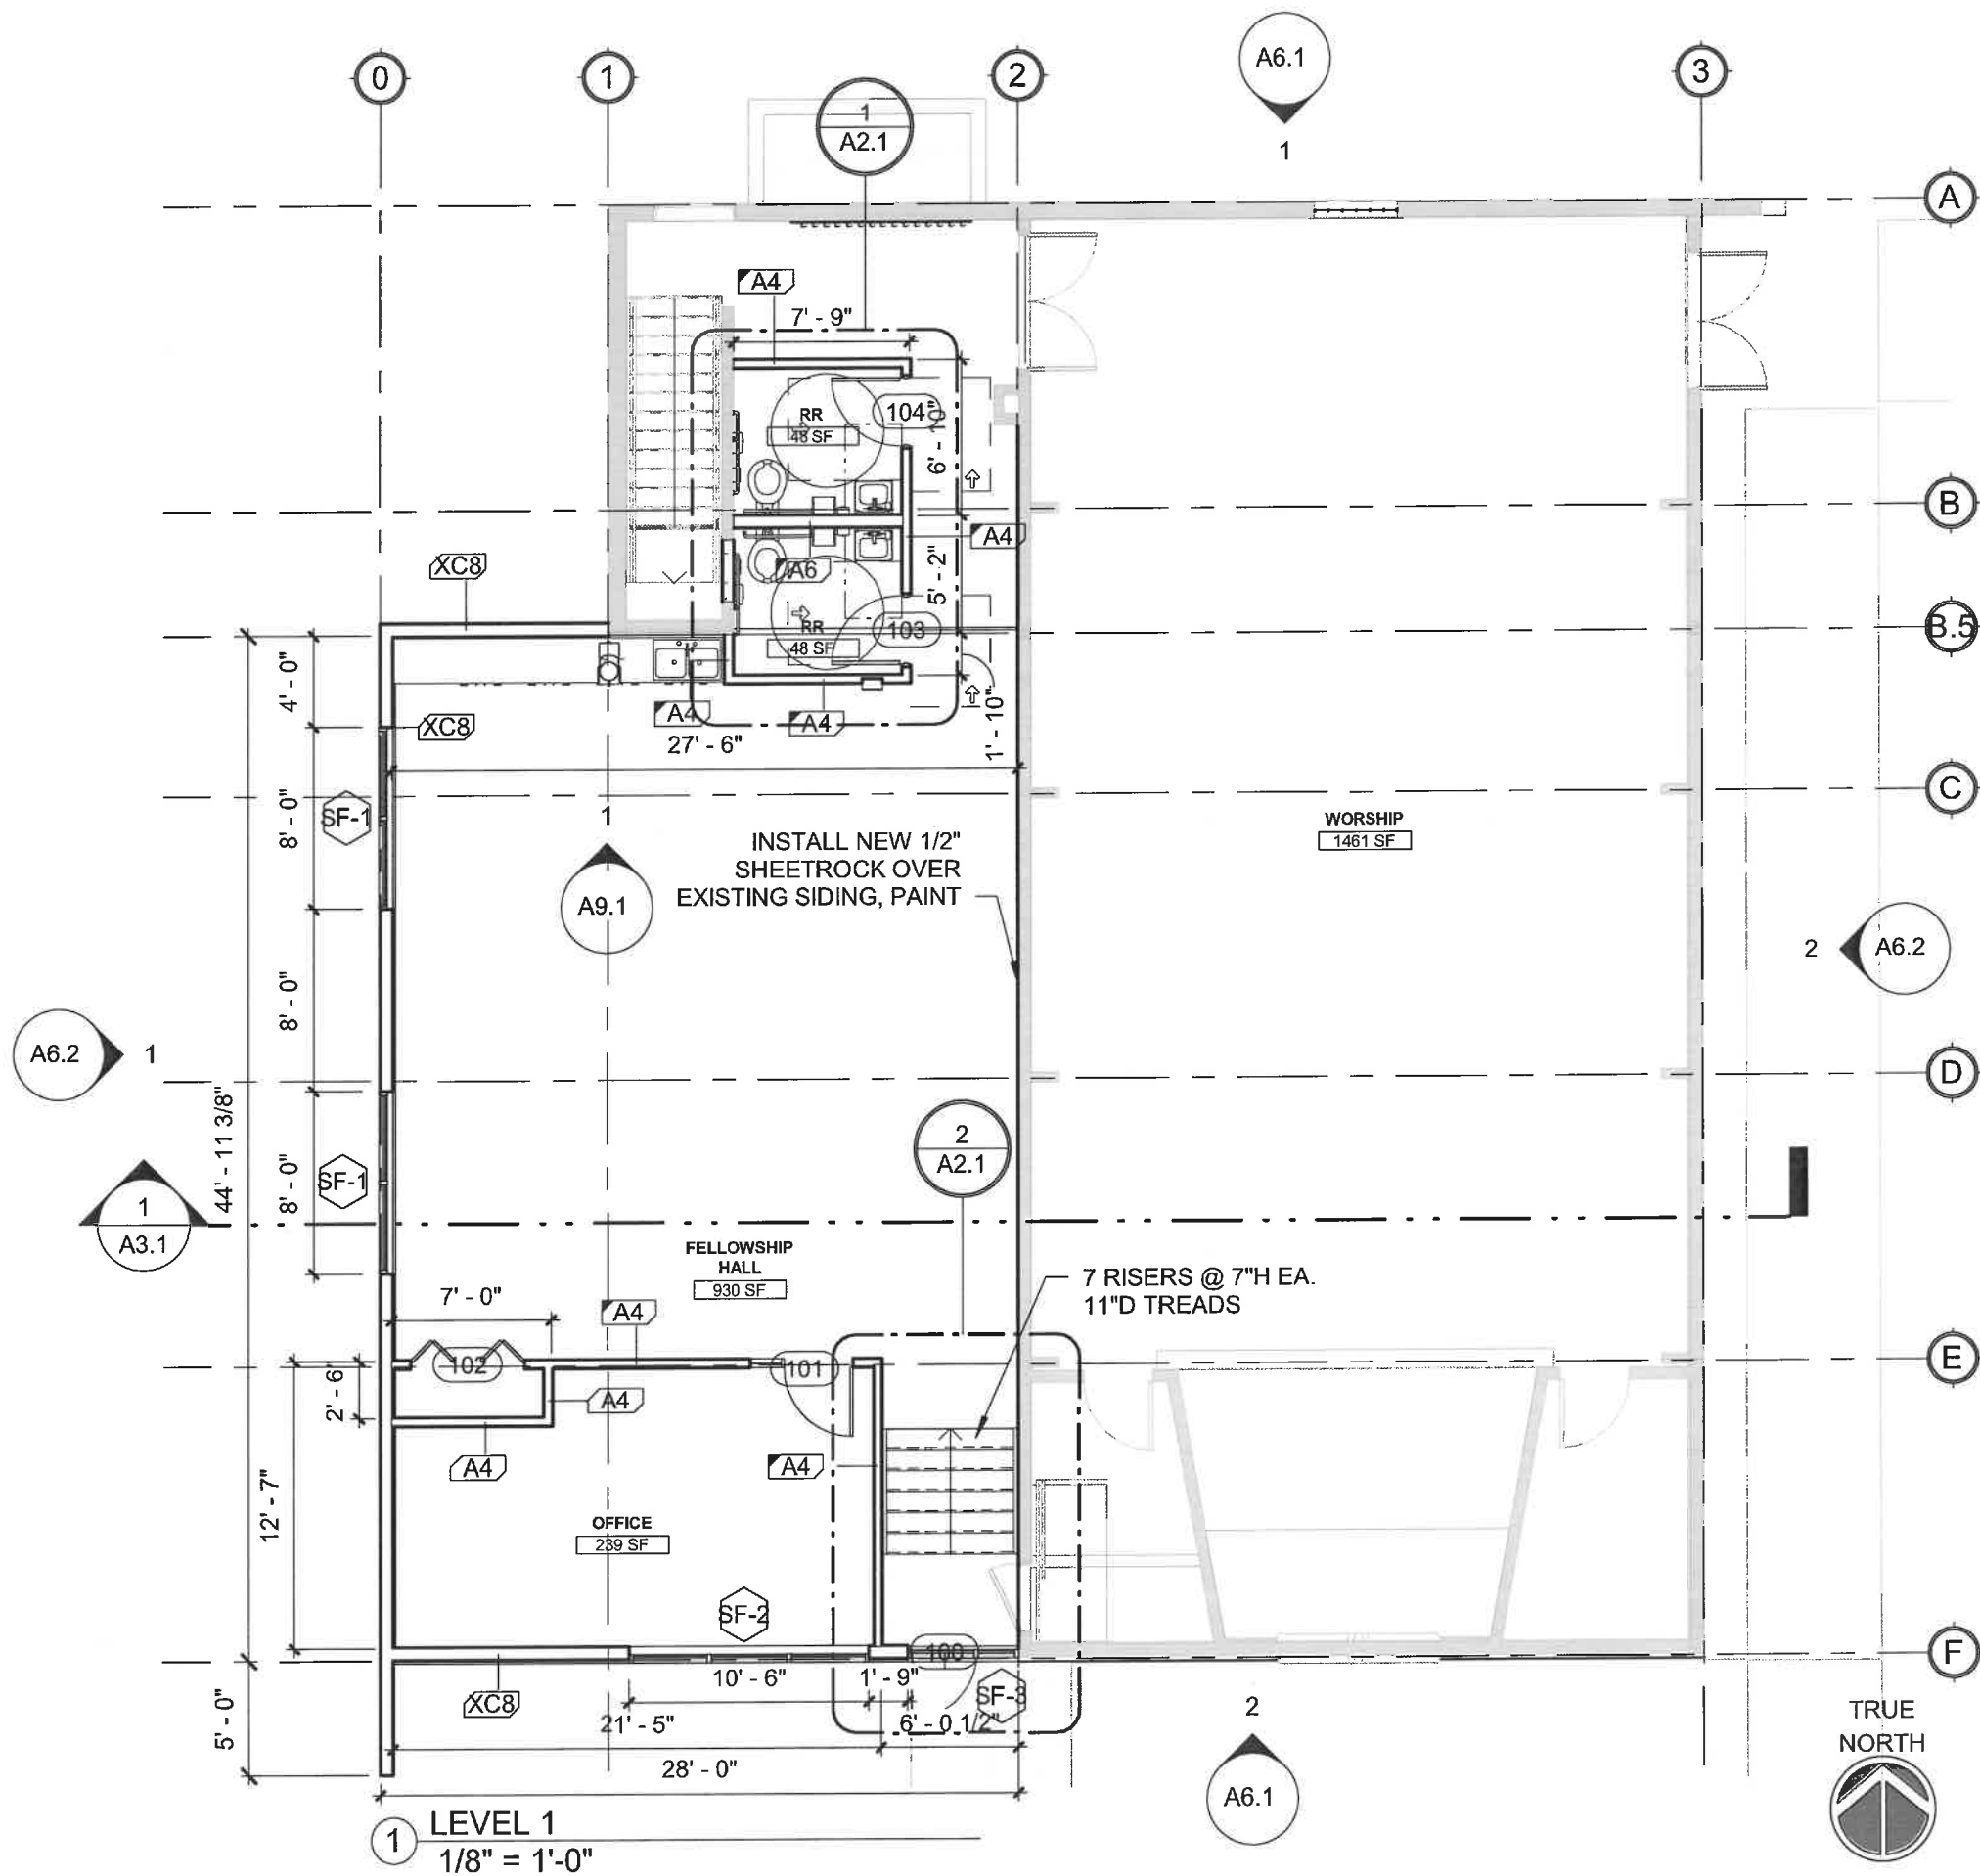 0
1
2
3
A6.1
1
1
A2.1
A
A4
7' - 9"
RR
48 SF
104
6' - 10"
B
A4
XC8
A6
5' - 2"
103
RR
48 SF
B.5
4' - 0"
XC8
A4
A4
27' - 6"
1' - 10"
C
8' - 0"
SF-1
1
A9.1
INSTALL NEW 1/2"
SHEETROCK OVER
EXISTING SIDING, PAINT
WORSHIP
1461 SF
2
A6.2
8' - 0"
A6.2
1
D
44' - 11 3/8"
8' - 0"
SF-1
2
A2.1
1
A3.1
FELLOWSHIP
HALL
930 SF
7 RISERS @ 7"H EA.
11"D TREADS
7' - 0"
A4
102
101
E
2' - 6"
A4
A4
A4
12' - 7"
OFFICE
239 SF
SF-2
100
F
XC8
10' - 6"
1' - 9"
SF-3
5' - 0"
21' - 5"
6' - 0 1/2"
28' - 0"
2
A6.1
TRUE
NORTH
1
LEVEL 1
1/8" = 1'-0"